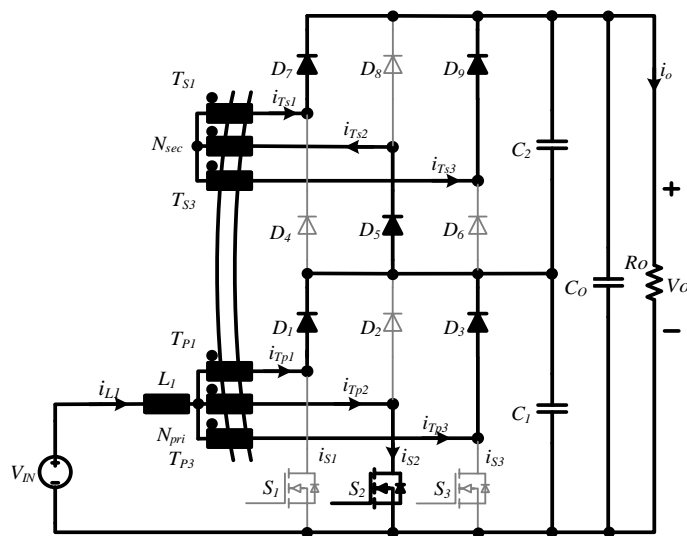 D7 D8 D9
TS1 iTs1
iTs2
Nsec
iTs3
TS3
D4 D5 D6
C2
io
+
RO
VO
CO
−
D1 D2 D3
TP1
iTp1
iL1 L1
iTp2
iTp3
C1
Npri
TP3
iS1 iS2 iS3
VIN
+
−
S1 S2 S3